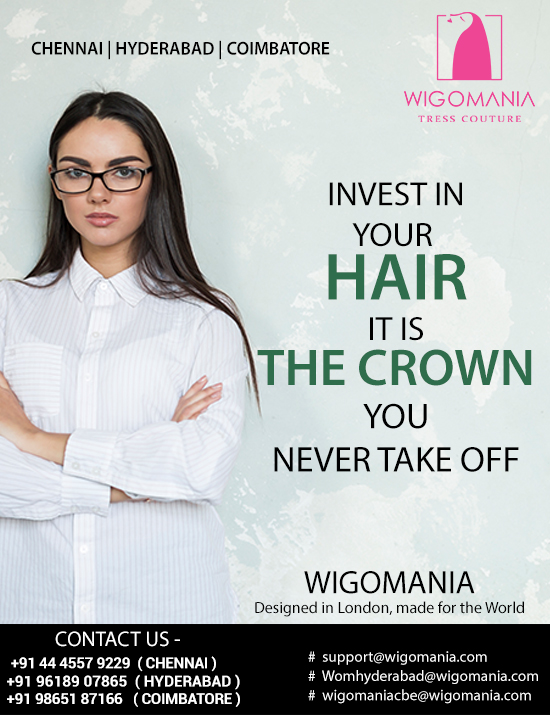 CHENNAI | HYDERABAD | COIMBATORE
WIGOMANIA
TRESS COUTURE
INVEST IN
YOUR
HAIR
IT IS
THE CROWN
YOU
NEVER TAKE OFF
WIGOMANIA
Designed in London, made for the World
CONTACT US -
+91 44 4557 9229 ( CHENNAI )
+91 96189 07865 ( HYDERABAD )
+91 98651 87166 ( COIMBATORE )
# support@wigomania.com
# Womhyderabad@wigomania.com
# wigomaniacbe@wigomania.com